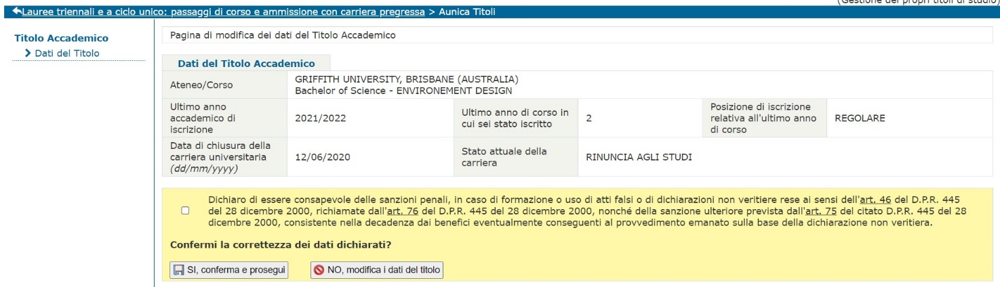 (Gestione dei propri titoli di studio)
Lauree triennali e a ciclo unico: passaggi di corso e ammissione con carriera pregressa > Aunica Titoli
Titolo Accademico
Dati del Titolo
Pagina di modifica dei dati del Titolo Accademico
Dati del Titolo Accademico
Ateneo/Corso
GRIFFITH UNIVERSITY, BRISBANE (AUSTRALIA)
Bachelor of Science - ENVIRONEMENT DESIGN
Ultimo anno
accademico di
iscrizione
2021/2022
Ultimo anno di corso in
cui sei stato iscritto
2
Posizione di iscrizione
relativa all'ultimo anno
di corso
REGOLARE
Data di chiusura della
carriera universitaria
(dd/mm/yyyy)
12/06/2020
Stato attuale della
carriera
RINUNCIA AGLI STUDI
Dichiaro di essere consapevole delle sanzioni penali, in caso di formazione o uso di atti falsi o di dichiarazioni non veritiere rese ai sensi dell'art. 46 del D.P.R. 445
del 28 dicembre 2000, richiamate dall'art. 76 del D.P.R. 445 del 28 dicembre 2000, nonché della sanzione ulteriore prevista dall'art. 75 del citato D.P.R. 445 del 28
dicembre 2000, consistente nella decadenza dai benefici eventualmente conseguenti al provvedimento emanato sulla base della dichiarazione non veritiera.
Confermi la correttezza dei dati dichiarati?
SI, conferma e prosegui
NO, modifica i dati del titolo